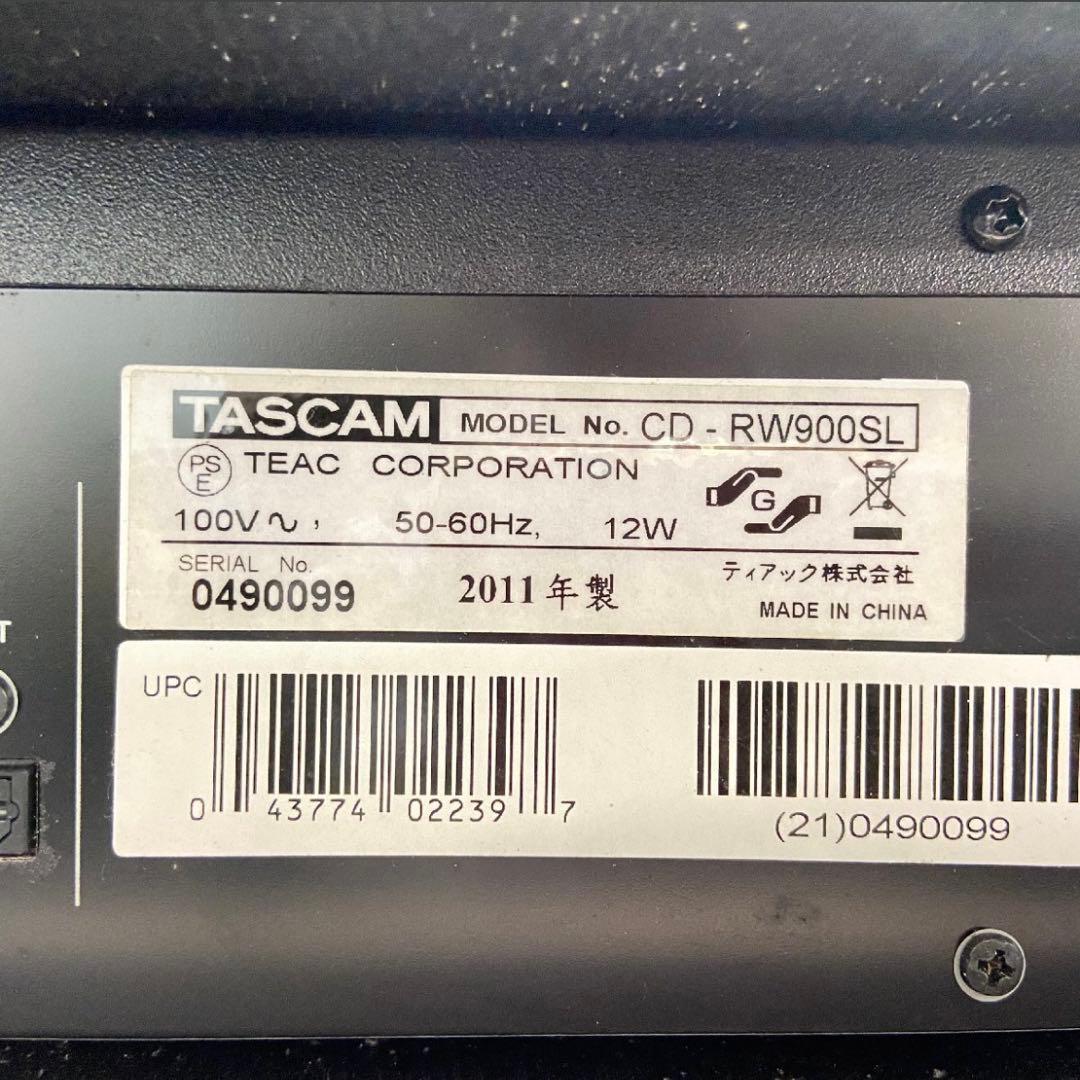 TASCAM MODEL No. CD - RW900SL
PSE TEAC CORPORATION
G
100V～, 50-60Hz, 12W
SERIAL No.
0490099
2011年製
ティアック株式会社
MADE IN CHINA
T
UPC
0 43774 02239 7
(21)0490099